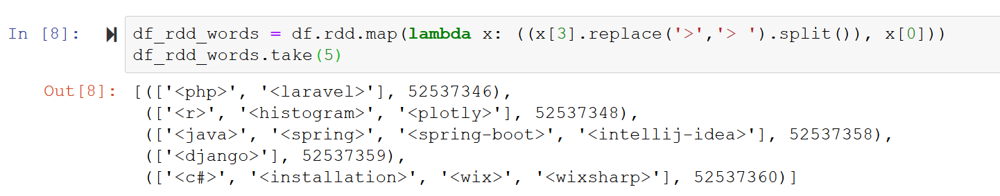 In [8]: df_rdd_words = df.rdd.map(lambda x: ((x[3].replace('>','> ').split()), x[0]))
df_rdd_words.take(5)
Out[8]: [(['<php>', '<laravel>'], 52537346),
(['<r>', '<histogram>', '<plotly>'], 52537348),
(['<java>', '<spring>', '<spring-boot>', '<intellij-idea>'], 52537358),
(['<django>'], 52537359),
(['<c#>', '<installation>', '<wix>', '<wixsharp>'], 52537360)]